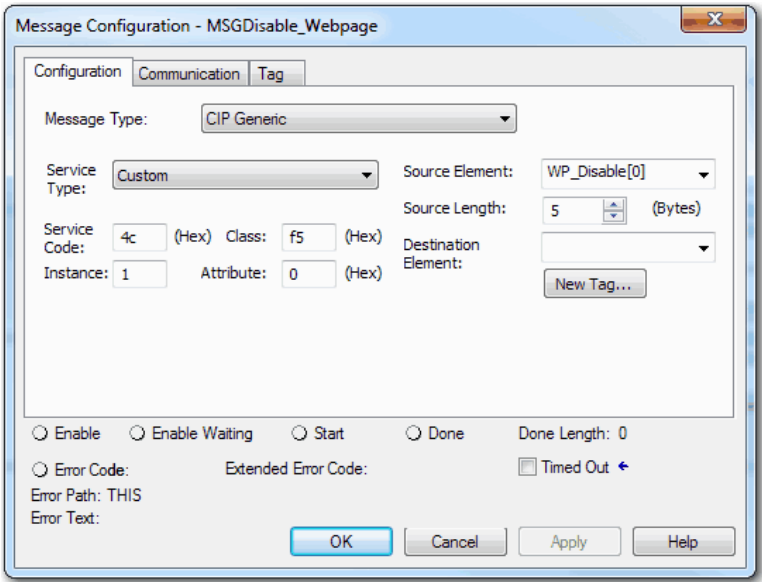 Message Configuration - MSGDisable_Webpage
x
Configuration Communication Tag
Message Type: CIP Generic
Service Type: Custom
Source Element: WP_Disable[0]
Source Length: 5 (Bytes)
Service Code: 4c (Hex) Class: f5 (Hex)
Destination Element:
Instance: 1 Attribute: 0 (Hex)
New Tag...
Enable Enable Waiting Start Done Done Length: 0
Error Code: Extended Error Code: Timed Out
Error Path: THIS
Error Text:
OK Cancel Apply Help